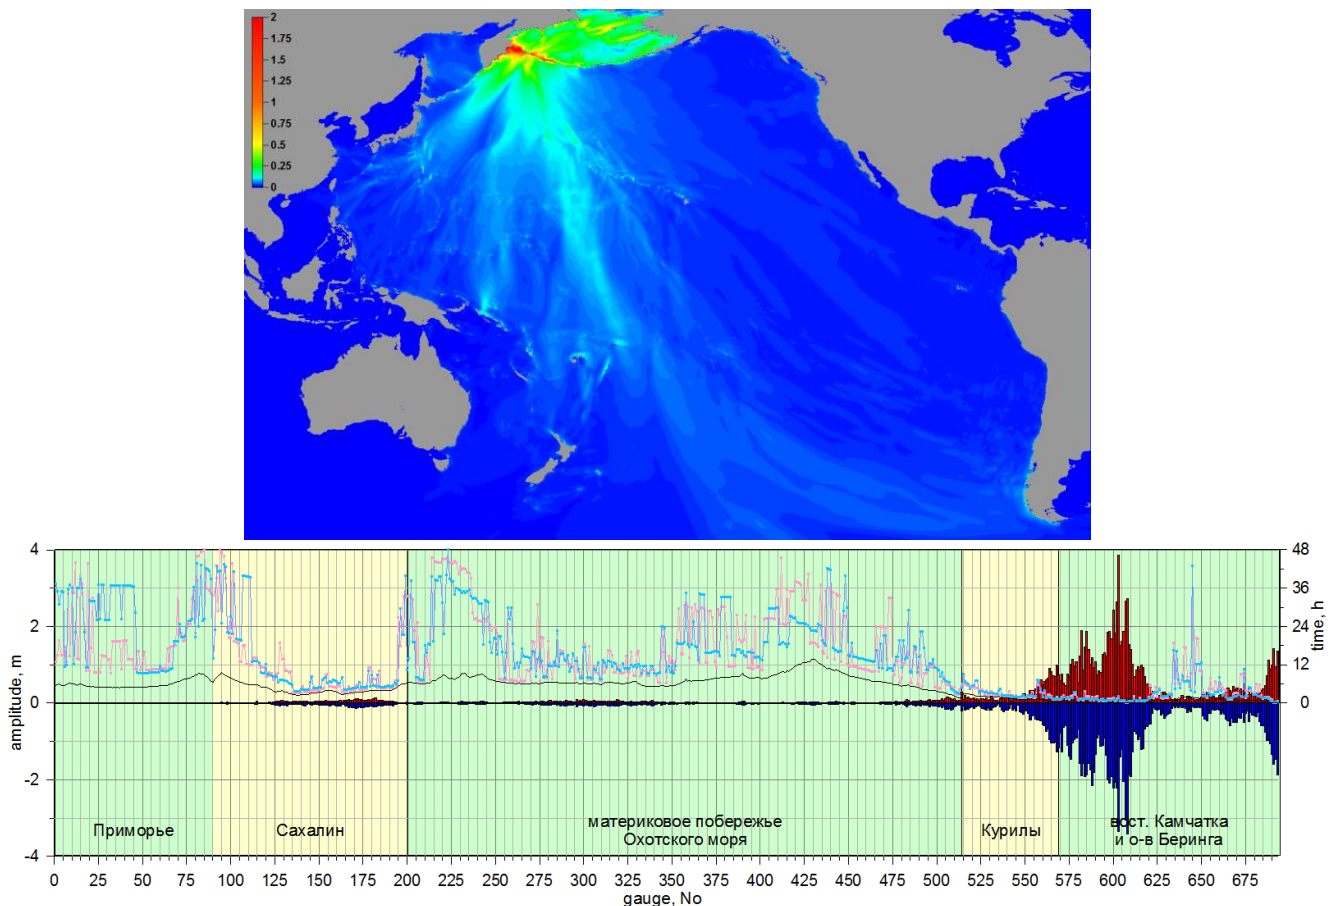 2
1.75
1.5
1.25
1
0.75
0.5
0.25
0
4
2
0
-2
-4
amplitude, m
48
36
24
12
0
time, h
Приморье
Сахалин
материковое побережье
Охотского моря
Курилы
вост. Камчатка
и о-в Беринга
0 25 50 75 100 125 150 175 200 225 250 275 300 325 350 375 400 425 450 475 500 525 550 575 600 625 650 675
gauge, No